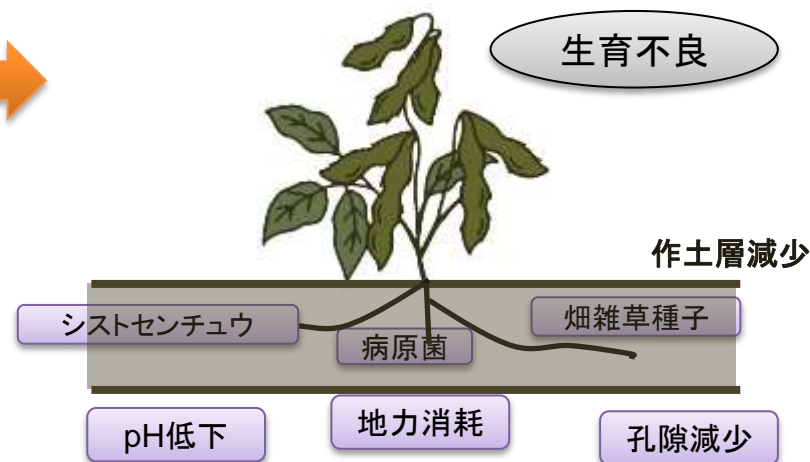 生育不良
作土層減少
シストセンチュウ
畑雑草種子
病原菌
pH低下
地力消耗
孔隙減少